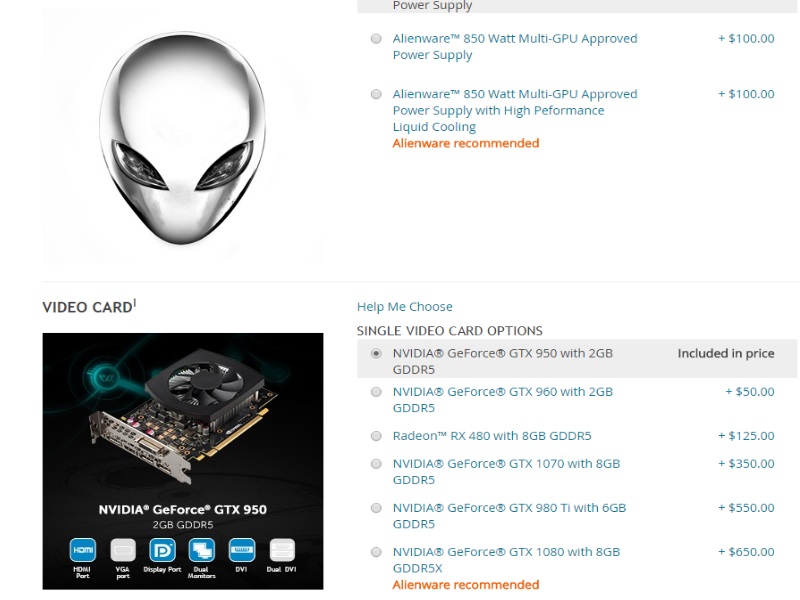 Power Supply
Alienware™ 850 Watt Multi-GPU Approved
Power Supply
+ $100.00
Alienware™ 850 Watt Multi-GPU Approved
Power Supply with High Peformance
Liquid Cooling
+ $100.00
Alienware recommended
VIDEO CARD¹
Help Me Choose
SINGLE VIDEO CARD OPTIONS
NVIDIA® GeForce® GTX 950 with 2GB
GDDR5
Included in price
NVIDIA® GeForce® GTX 960 with 2GB
GDDR5
+ $50.00
Radeon™ RX 480 with 8GB GDDR5
+ $125.00
NVIDIA® GeForce® GTX 1070 with 8GB
GDDR5
+ $350.00
NVIDIA® GeForce® GTX 980 Ti with 6GB
GDDR5
+ $550.00
NVIDIA® GeForce® GTX 1080 with 8GB
GDDR5X
+ $650.00
Alienware recommended
NVIDIA® GeForce® GTX 950
2GB GDDR5
HDMI
HDMI
Port
VGA
port
Display Port
Dual
Monitors
DVI
Dual DVI